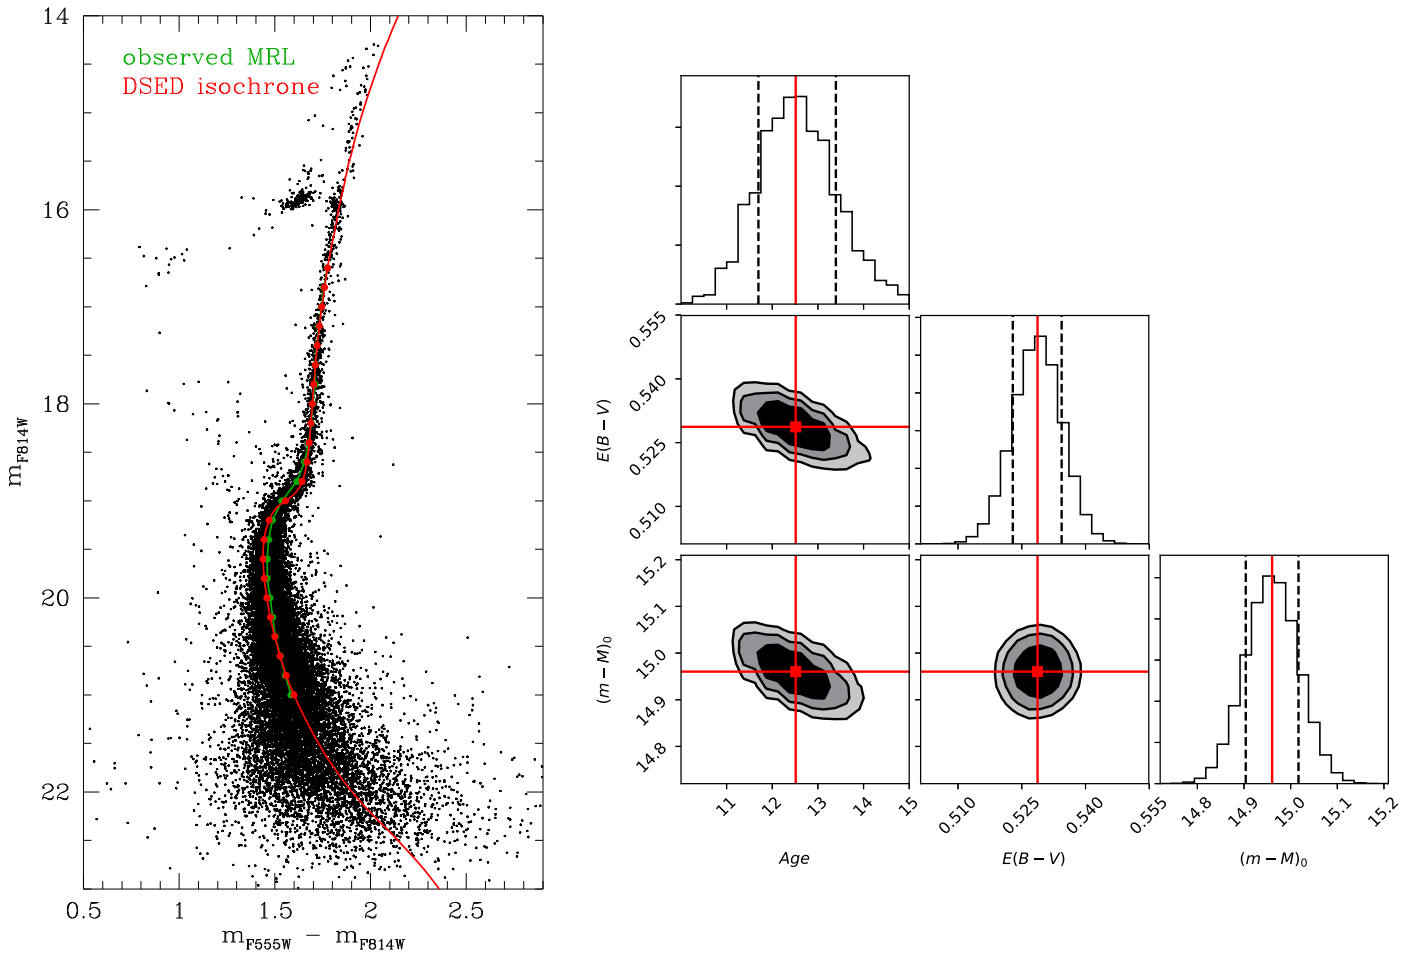 14
16
18
20
22
m_F814W
observed MRL
DSED isochrone
0.5 1 1.5 2 2.5
m_F555W − m_F814W
0.555
0.540
0.525
0.510
E(B − V)
15.2
15.1
15.0
14.9
14.8
(m − M)₀
11 12 13 14 15
Age
0.510 0.525 0.540 0.555
E(B − V)
14.8 14.9 15.0 15.1 15.2
(m − M)₀